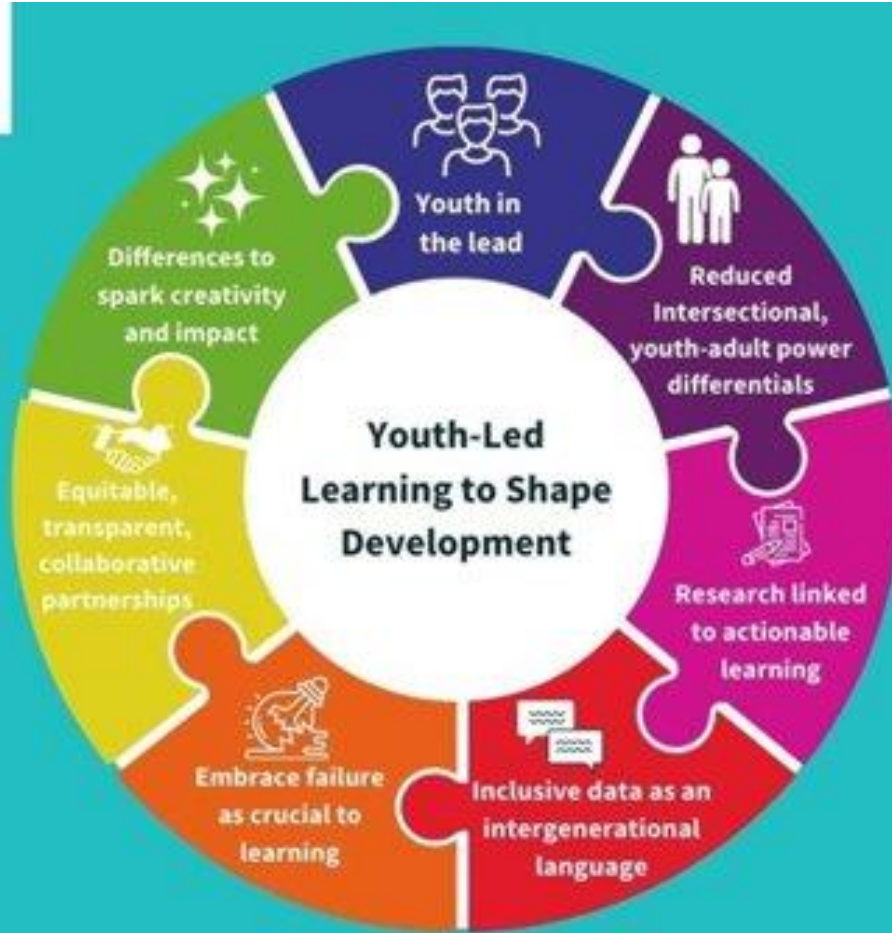 Youth in
the lead
Reduced
Intersectional,
youth-adult power
differentials
Research linked
to actionable
learning
Inclusive data as an
intergenerational
language
Embrace failure
as crucial to
learning
Equitable,
transparent,
collaborative
partnerships
Differences to
spark creativity
and impact
Youth-Led
Learning to Shape
Development